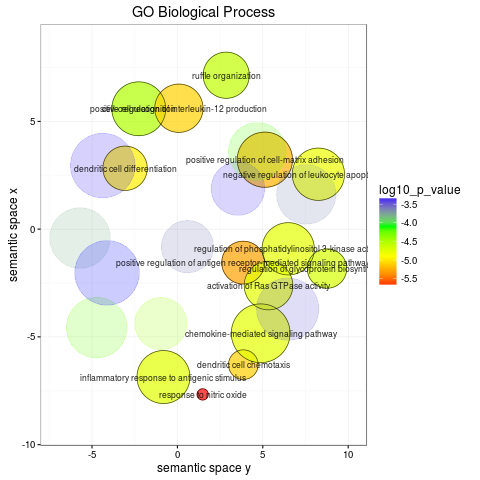 GO Biological Process
ruffle organization
positive regulation of interleukin-12 production
positive regulation of cell-matrix adhesion
dendritic cell differentiation
negative regulation of leukocyte apopt
regulation of phosphatidylinositol 3-kinase act
positive regulation of antigen receptor-mediated signaling pathway
regulation of glycoprotein biosynt
activation of Ras GTPase activity
chemokine-mediated signaling pathway
dendritic cell chemotaxis
inflammatory response to antigenic stimulus
response to nitric oxide
5
0
-5
-10
-5
0
5
10
semantic space x
semantic space y
log10_p_value
-3.5
-4.0
-4.5
-5.0
-5.5